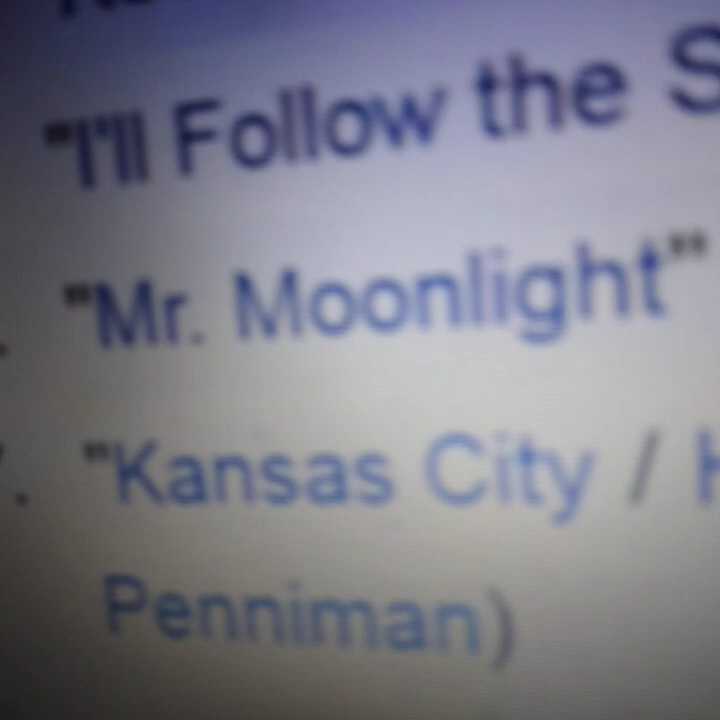 "I'll Follow the S
. "Mr. Moonlight"
. "Kansas City / H
Penniman)